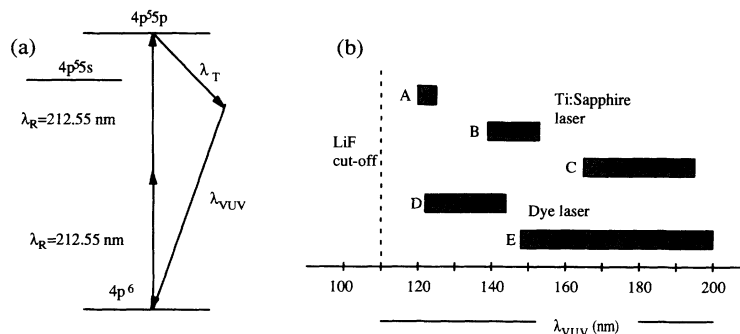 (a)
4p⁵5p
4p⁵5s
λ_T
λ_R=212.55 nm
λ_VUV
λ_R=212.55 nm
4p⁶
(b)
A
Ti:Sapphire
laser
B
LiF
cut-off
C
D
Dye laser
E
100
120
140
160
180
200
λ_VUV (nm)